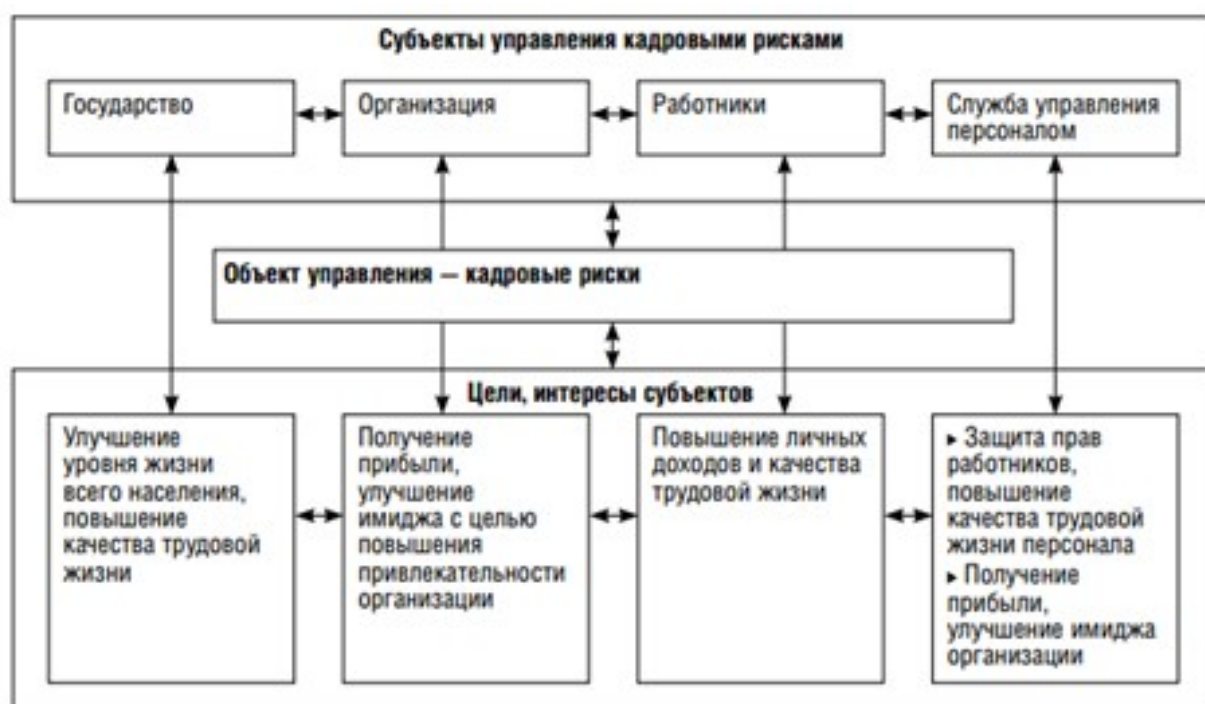 Субъекты управления кадровыми рисками
Государство
Организация
Работники
Служба управления
персоналом
Объект управления — кадровые риски
Цели, интересы субъектов
Улучшение
уровня жизни
всего населения,
повышение
качества трудовой
жизни
Получение
прибыли,
улучшение
имиджа с целью
повышения
привлекательности
организации
Повышение личных
доходов и качества
трудовой жизни
▸ Защита прав
работников,
повышение
качества трудовой
жизни персонала
▸ Получение
прибыли,
улучшение имиджа
организации